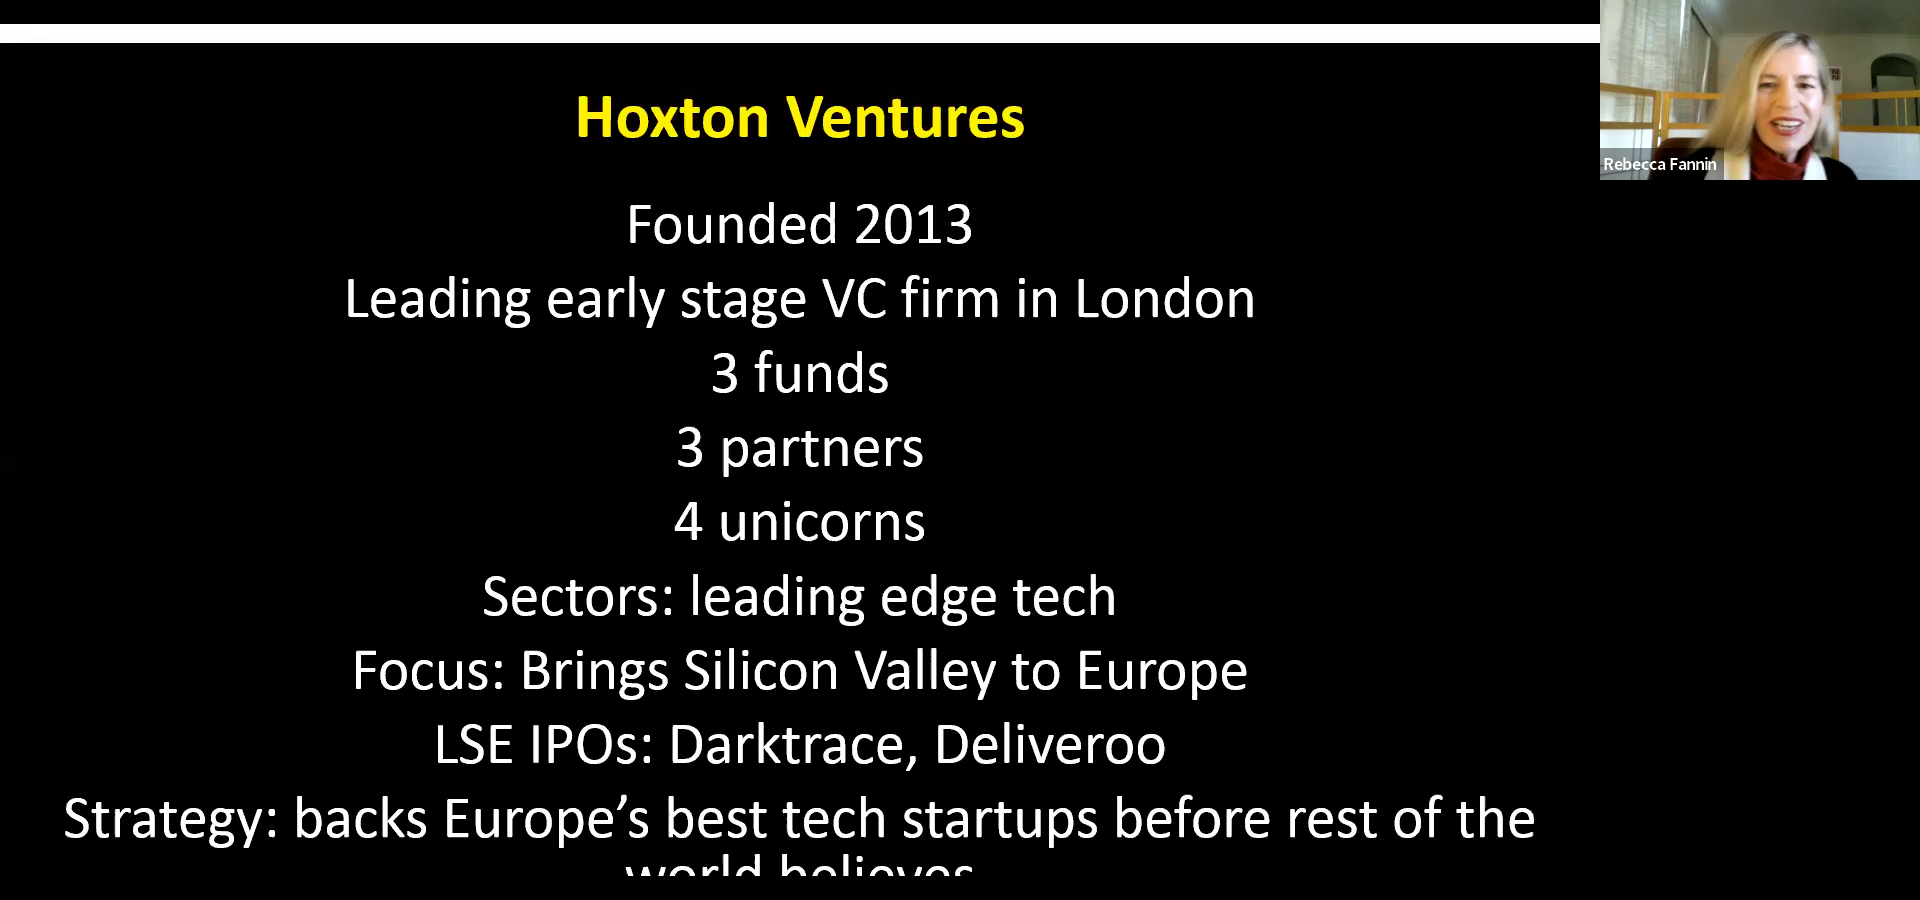 Hoxton Ventures
Founded 2013
Leading early stage VC firm in London
3 funds
3 partners
4 unicorns
Sectors: leading edge tech
Focus: Brings Silicon Valley to Europe
LSE IPOs: Darktrace, Deliveroo
Strategy: backs Europe’s best tech startups before rest of the
world believes
Rebecca Fannin